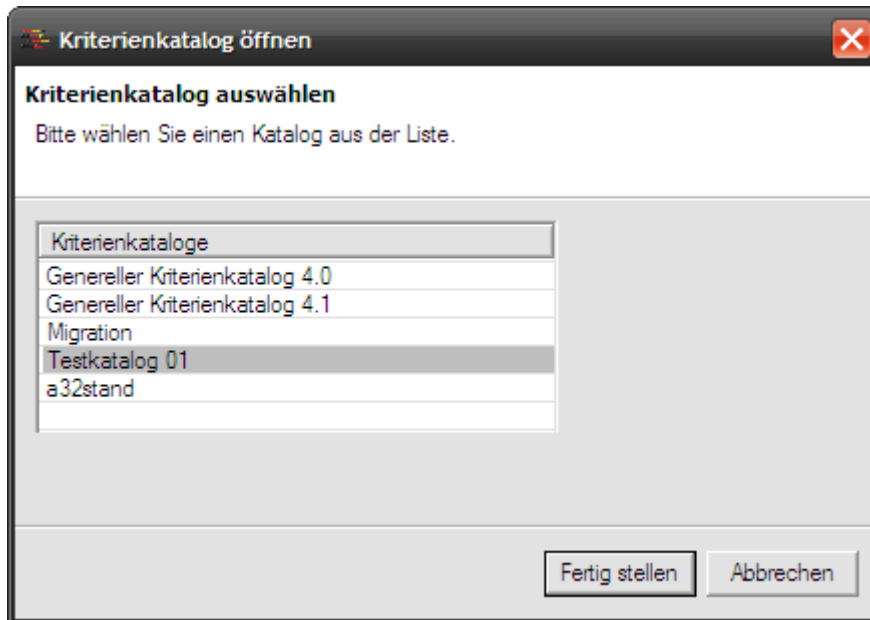 Kriterienkatalog öffnen
Kriterienkatalog auswählen
Bitte wählen Sie einen Katalog aus der Liste.
Kriterienkataloge
Genereller Kriterienkatalog 4.0
Genereller Kriterienkatalog 4.1
Migration
Testkatalog 01
a32stand
Fertig stellen
Abbrechen